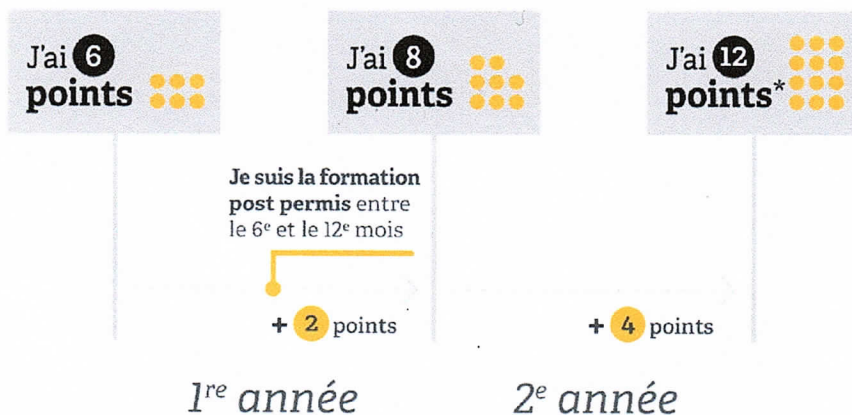 J'ai 6
points
J'ai 8
points
J'ai 12
points*
Je suis la formation
post permis entre
le 6e et le 12e mois
+ 2 points
+ 4 points
1re année
2e année